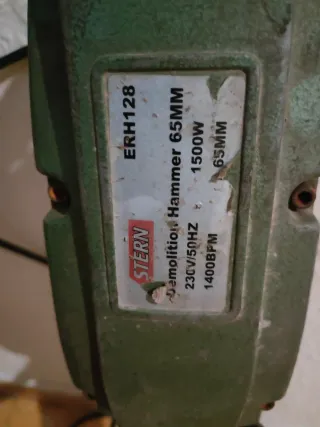 ERH128
STERN
Demolition Hammer 65MM
230V/50HZ 1500W
1400BPM 65MM